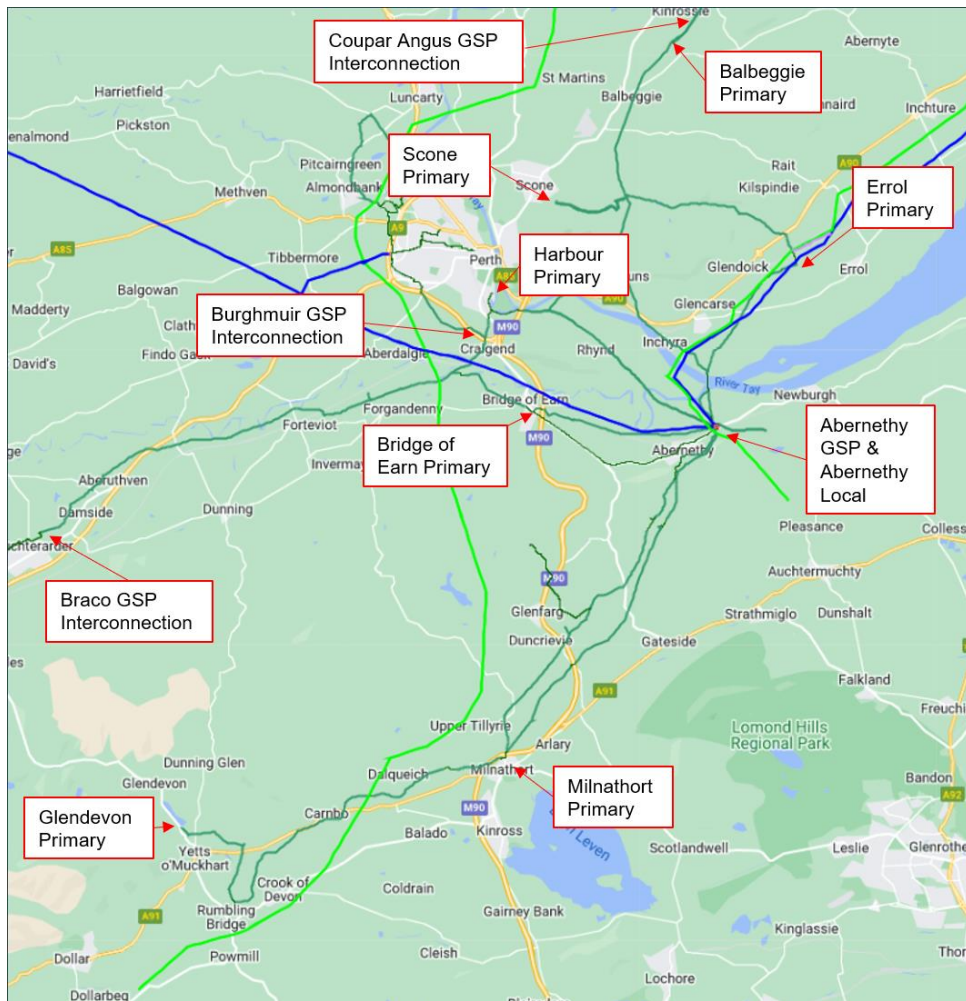 Kinrossie
Coupar Angus GSP
Interconnection
Abernyte
Harrietfield
St Martins
Balbeggie
Primary
Luncarty
Balbeggie
Pickston
Inchture
Pitcairngreen
Scone
Primary
Rait
A90
Methven
Almondbank
Scone
Kilspindie
Errol
Primary
A9
A85
Tibbermore
Perth
Harbour
Primary
Glendoick
Errol
Balgowan
A90
Madderty
Glencarse
Burghmuir GSP
Interconnection
M90
Findo
Aberdalgie
Craigend
Rhynd
Inchyra
David's
River Tay
Bridge of Earn
Newburgh
Forgandenny
Forteviot
Bridge of
Earn Primary
M90
Abernethy
GSP &
Abernethy
Local
Abernethy
Aberuthven
Dunning
Damside
Pleasance
Braco GSP
Interconnection
M90
Auchtermuchty
Glenfarg
Strathmiglo
Dunshalt
Duncrievie
Gateside
Falkland
A91
Upper Tillyrie
Lomond Hills
Regional Park
Arlary
Dunning Glen
Dalqueich
Milnathort
Milnathort
Primary
Glendevon
Bandon
A92
Glendevon
Primary
Carnbo
M90
Balado
Kinross
Leven
Yetts
o'Muckhart
Scotlandwell
Leslie
Crook of
Devon
Coldrain
A91
Rumbling
Bridge
Gairney Bank
Kinglassie
Dollar
Powmill
Cleish
Lochore
Dollarbeg